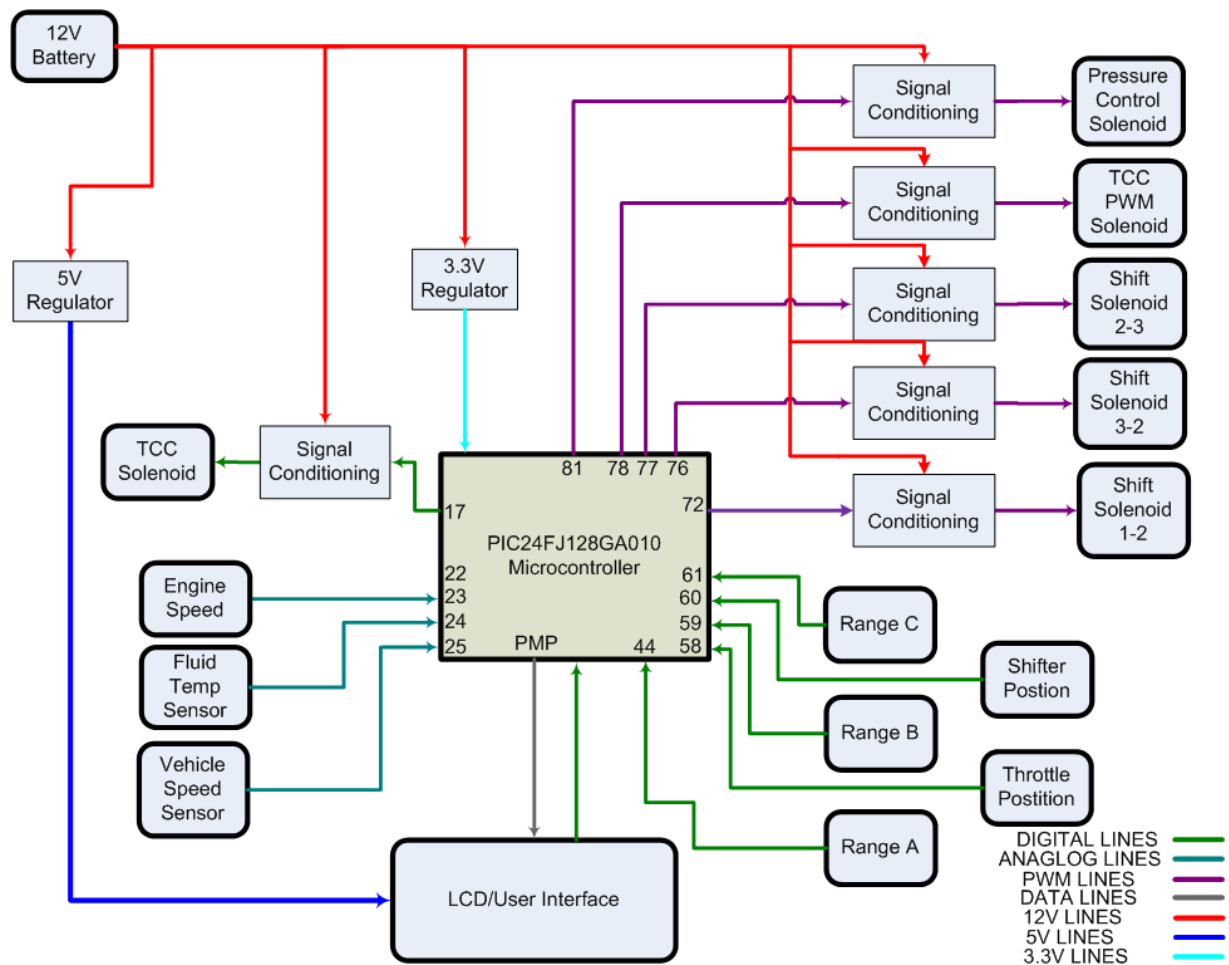 12V
Battery
Signal
Conditioning
Pressure
Control
Solenoid
Signal
Conditioning
TCC
PWM
Solenoid
5V
Regulator
3.3V
Regulator
Signal
Conditioning
Shift
Solenoid
2-3
Signal
Conditioning
Shift
Solenoid
3-2
TCC
Solenoid
Signal
Conditioning
81
78
77
76
17
72
Signal
Conditioning
Shift
Solenoid
1-2
PIC24FJ128GA010
Microcontroller
22
23
24
25
61
60
59
58
PMP
44
Engine
Speed
Fluid
Temp
Sensor
Vehicle
Speed
Sensor
Range C
Shifter
Postion
Range B
Throttle
Postition
Range A
LCD/User Interface
DIGITAL LINES
ANAGLOG LINES
PWM LINES
DATA LINES
12V LINES
5V LINES
3.3V LINES